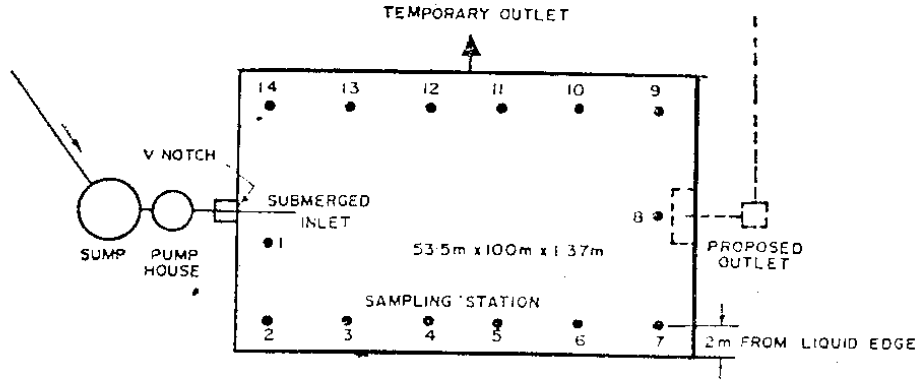 TEMPORARY OUTLET
14 13 12 11 10 9
V NOTCH
SUBMERGED
INLET
8
1
SUMP
PUMP
HOUSE
53·5m x 100m x 1·37m
PROPOSED
OUTLET
SAMPLING STATION
2 3 4 5 6 7
2m FROM LIQUID EDGE